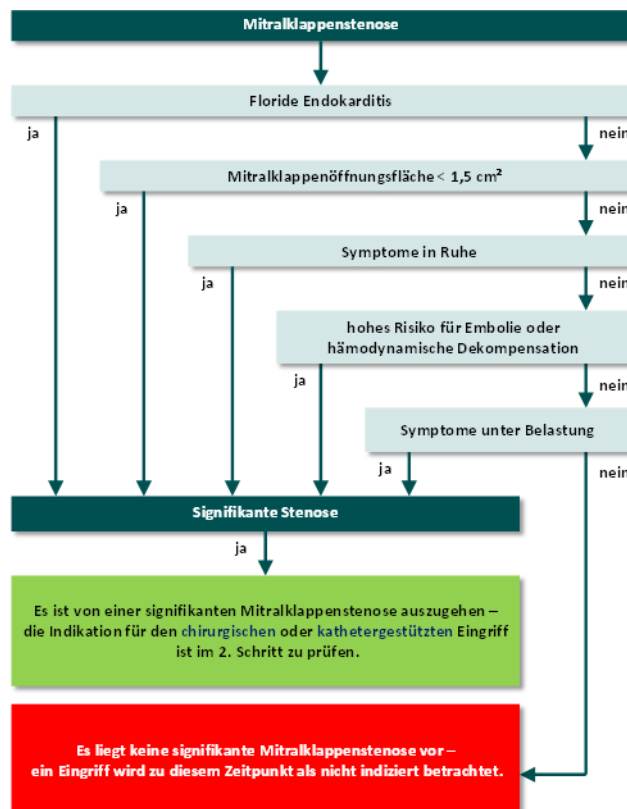 Mitralklappenstenose
Floride Endokarditis
ja
nein
Mitralklappenöffnungsfläche < 1,5 cm²
ja
nein
Symptome in Ruhe
ja
nein
hohes Risiko für Embolie oder
hämodynamische Dekompensation
ja
nein
Symptome unter Belastung
ja
nein
Signifikante Stenose
ja
Es ist von einer signifikanten Mitralklappenstenose auszugehen –
die Indikation für den chirurgischen oder kathetergestützten Eingriff
ist im 2. Schritt zu prüfen.
Es liegt keine signifikante Mitralklappenstenose vor –
ein Eingriff wird zu diesem Zeitpunkt als nicht indiziert betrachtet.